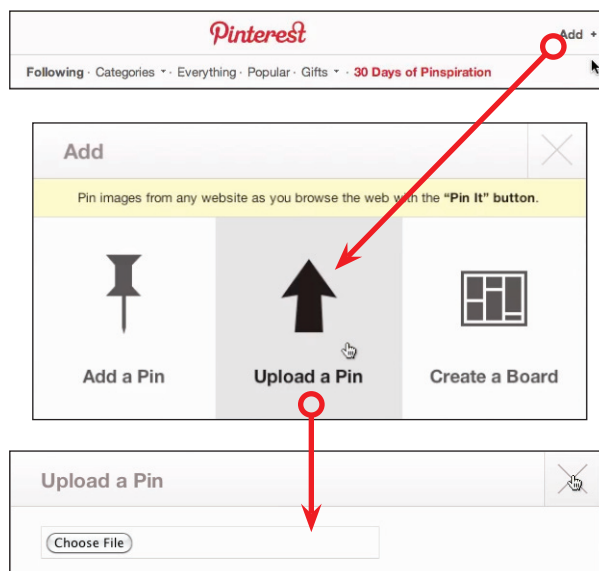 Pinterest
Add +
Following · Categories · Everything · Popular · Gifts · 30 Days of Pinspiration
Add
Pin images from any website as you browse the web with the “Pin It” button.
Add a Pin
Upload a Pin
Create a Board
Upload a Pin
Choose File